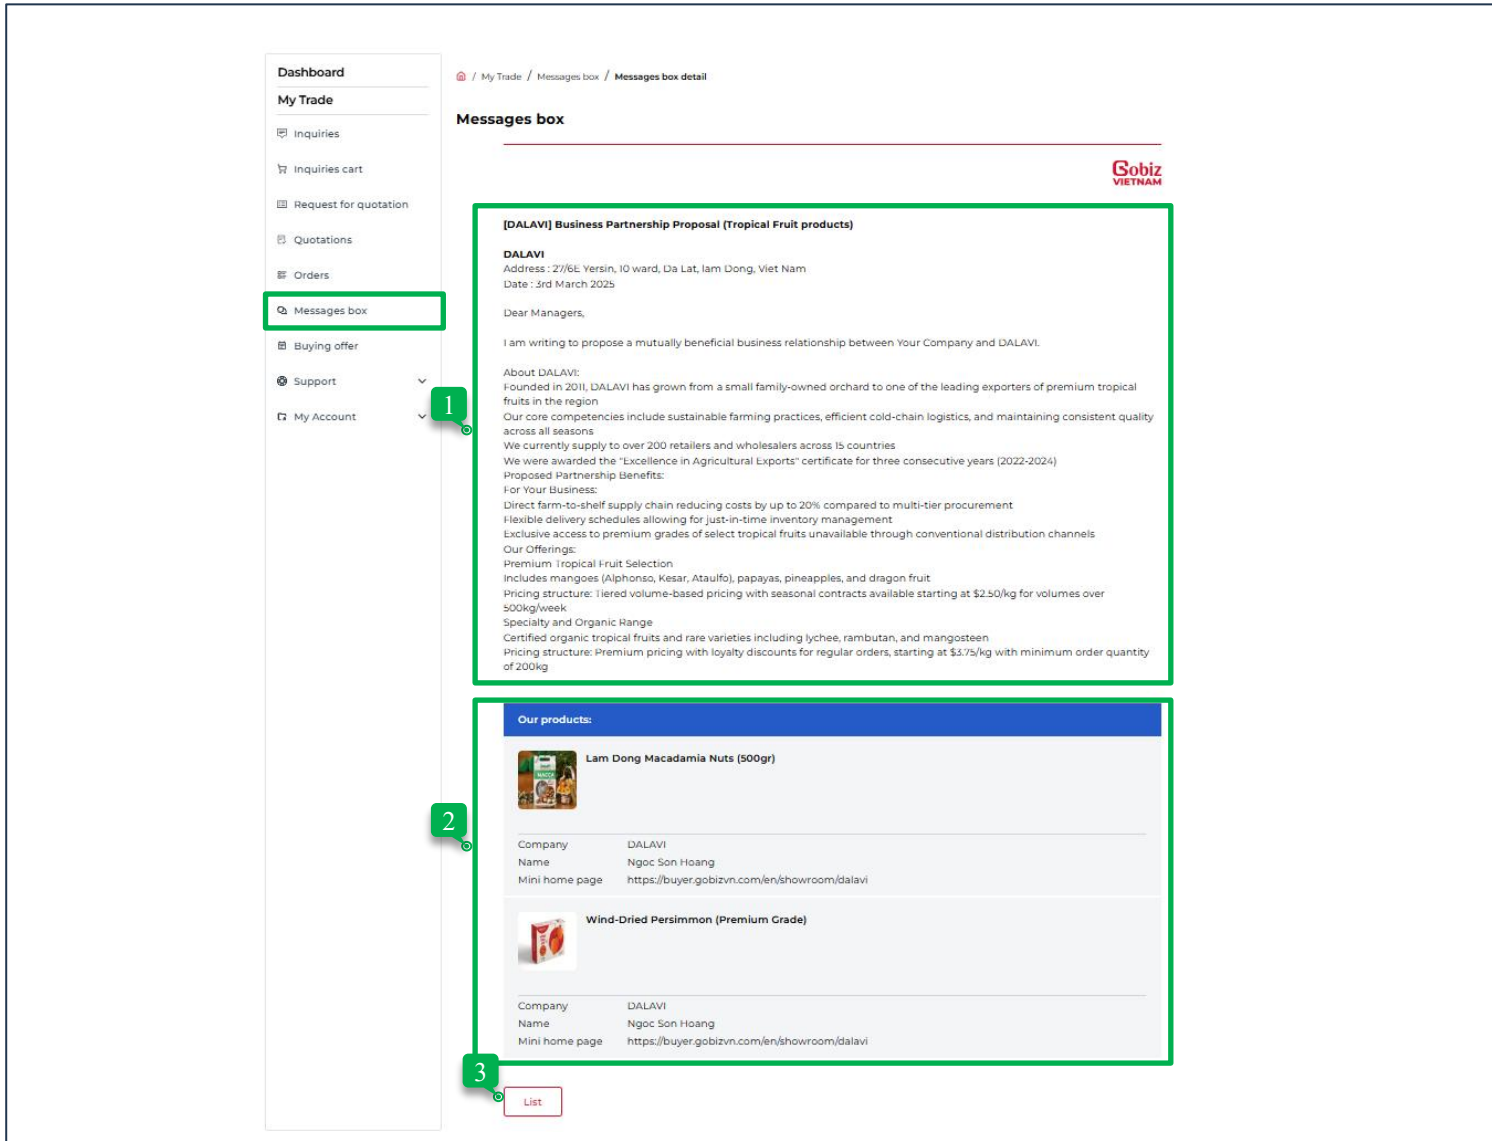 Dashboard
My Trade
Inquiries
Inquiries cart
Request for quotation
Quotations
Orders
Messages box
Buying offer
Support
My Account
/ My Trade / Messages box / Messages box detail
Messages box
Gobiz
VIETNAM
1
[DALAVI] Business Partnership Proposal (Tropical Fruit products)
DALAVI
Address : 27/6E Yersin, 10 ward, Da Lat, lam Dong, Viet Nam
Date : 3rd March 2025
Dear Managers,
I am writing to propose a mutually beneficial business relationship between Your Company and DALAVI.
About DALAVI:
Founded in 2011, DALAVI has grown from a small family-owned orchard to one of the leading exporters of premium tropical
fruits in the region
Our core competencies include sustainable farming practices, efficient cold-chain logistics, and maintaining consistent quality
across all seasons
We currently supply to over 200 retailers and wholesalers across 15 countries
We were awarded the "Excellence in Agricultural Exports" certificate for three consecutive years (2022-2024)
Proposed Partnership Benefits:
For Your Business:
Direct farm-to-shelf supply chain reducing costs by up to 20% compared to multi-tier procurement
Flexible delivery schedules allowing for just-in-time inventory management
Exclusive access to premium grades of select tropical fruits unavailable through conventional distribution channels
Our Offerings:
Premium Tropical Fruit Selection
Includes mangoes (Alphonso, Kesar, Ataulfo), papayas, pineapples, and dragon fruit
Pricing structure: Tiered volume-based pricing with seasonal contracts available starting at $2.50/kg for volumes over
500kg/week
Specialty and Organic Range
Certified organic tropical fruits and rare varieties including lychee, rambutan, and mangosteen
Pricing structure: Premium pricing with loyalty discounts for regular orders, starting at $3.75/kg with minimum order quantity
of 200kg
2
Our products:
Lam Dong Macadamia Nuts (500gr)
MACCA
Company DALAVI
Name Ngoc Son Hoang
Mini home page https://buyer.gobizvn.com/en/showroom/dalavi
Wind-Dried Persimmon (Premium Grade)
Company DALAVI
Name Ngoc Son Hoang
Mini home page https://buyer.gobizvn.com/en/showroom/dalavi
3
List